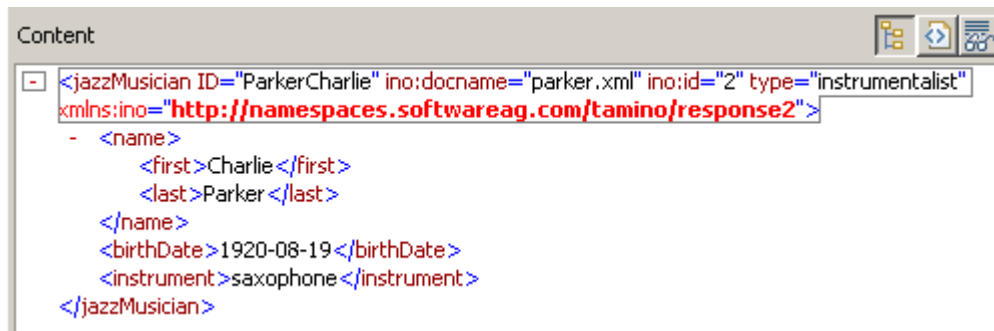 Content
- <jazzMusician ID="ParkerCharlie" ino:docname="parker.xml" ino:id="2" type="instrumentalist"
xmlns:ino="http://namespaces.softwareag.com/tamino/response2">
- <name>
<first>Charlie</first>
<last>Parker</last>
</name>
<birthDate>1920-08-19</birthDate>
<instrument>saxophone</instrument>
</jazzMusician>